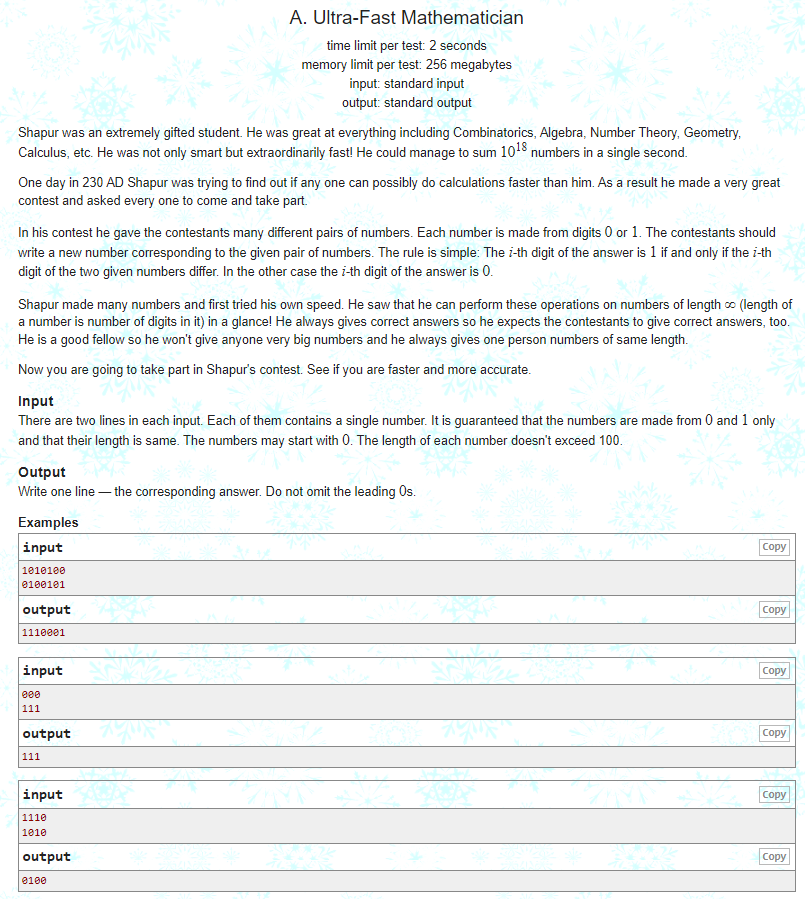 A. Ultra-Fast Mathematician
time limit per test: 2 seconds
memory limit per test: 256 megabytes
input: standard input
output: standard output
Shapur was an extremely gifted student. He was great at everything including Combinatorics, Algebra, Number Theory, Geometry,
Calculus, etc. He was not only smart but extraordinarily fast! He could manage to sum 10^18 numbers in a single second.
One day in 230 AD Shapur was trying to find out if any one can possibly do calculations faster than him. As a result he made a very great
contest and asked every one to come and take part.
In his contest he gave the contestants many different pairs of numbers. Each number is made from digits 0 or 1. The contestants should
write a new number corresponding to the given pair of numbers. The rule is simple: The i-th digit of the answer is 1 if and only if the i-th
digit of the two given numbers differ. In the other case the i-th digit of the answer is 0.
Shapur made many numbers and first tried his own speed. He saw that he can perform these operations on numbers of length ∞ (length of
a number is number of digits in it) in a glance! He always gives correct answers so he expects the contestants to give correct answers, too.
He is a good fellow so he won't give anyone very big numbers and he always gives one person numbers of same length.
Now you are going to take part in Shapur's contest. See if you are faster and more accurate.
Input
There are two lines in each input. Each of them contains a single number. It is guaranteed that the numbers are made from 0 and 1 only
and that their length is same. The numbers may start with 0. The length of each number doesn't exceed 100.
Output
Write one line — the corresponding answer. Do not omit the leading 0s.
Examples
input Copy
1010100
0100101
output Copy
1110001
input Copy
000
111
output Copy
111
input Copy
1110
1010
output Copy
0100